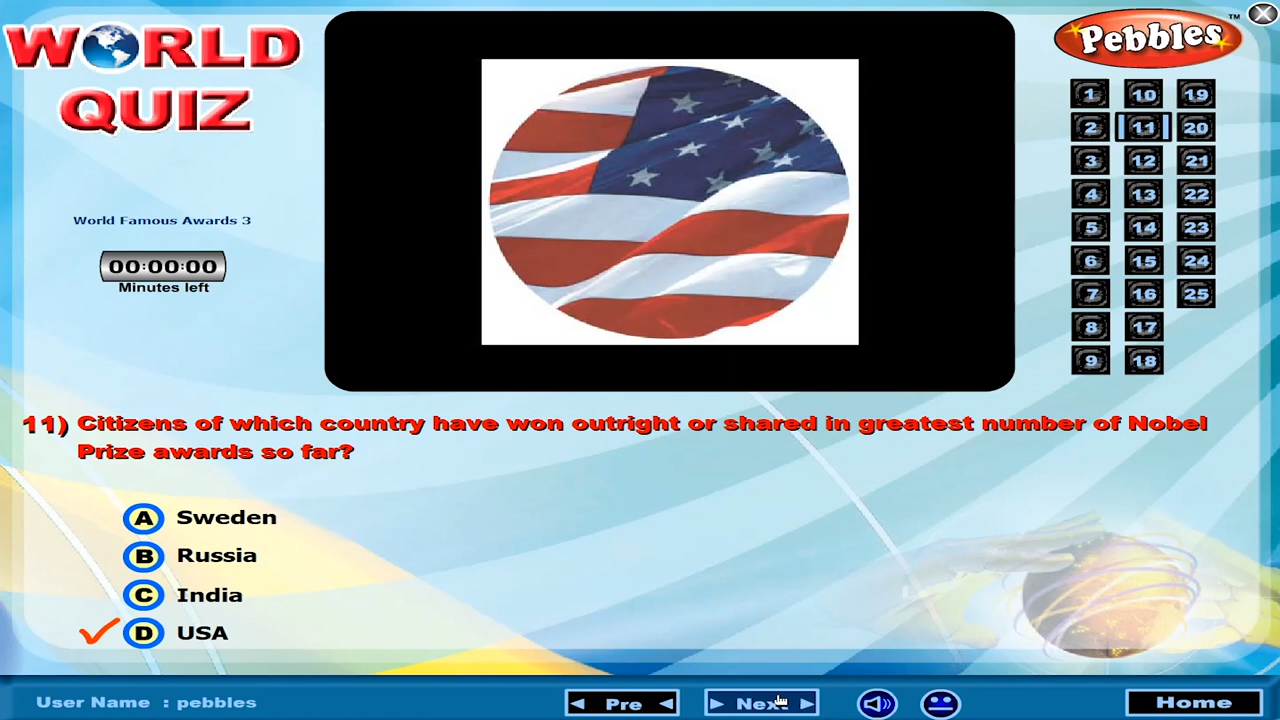 WORLD
QUIZ
World Famous Awards 3
00:00:00
Minutes left
Pebbles™
1 10 19
2 11 20
3 12 21
4 13 22
5 14 23
6 15 24
7 16 25
8 17
9 18
11) Citizens of which country have won outright or shared in greatest number of Nobel
Prize awards so far?
A Sweden
B Russia
C India
D USA
User Name : pebbles
Pre
Next
Home